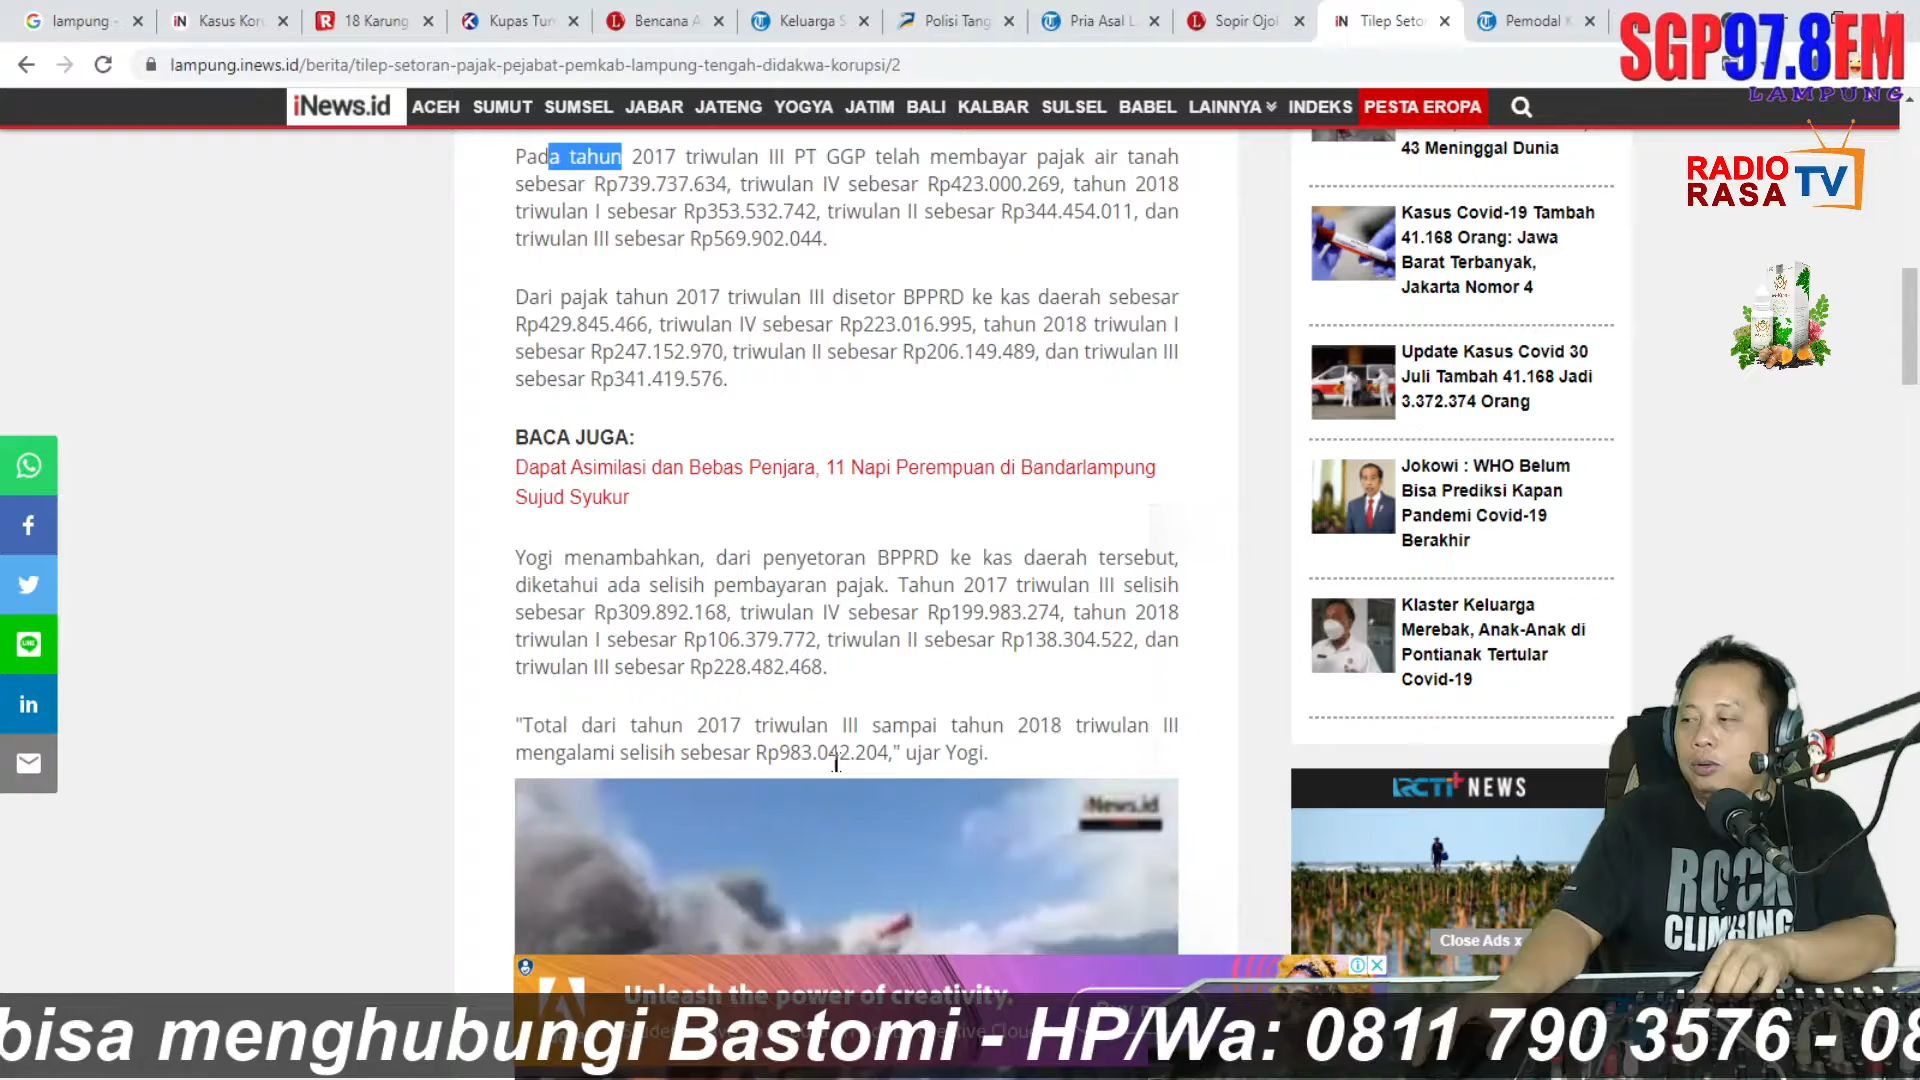 lampung -
Kasus Kor
18 Karung
Kupas Tun
Bencana A
Keluarga S
Polisi Tang
Pria Asal L
Sopir Ojol
Tilep Seto
Pemodal K
SGP97.8FM
LAMPUNG
lampung.inews.id/berita/tilep-setoran-pajak-pejabat-pemkab-lampung-tengah-didakwa-korupsi/2
iNews.id ACEH SUMUT SUMSEL JABAR JATENG YOGYA JATIM BALI KALBAR SULSEL BABEL LAINNYA INDEKS PESTA EROPA
RADIO
RASA
TV
Pada tahun 2017 triwulan III PT GGP telah membayar pajak air tanah
sebesar Rp739.737.634, triwulan IV sebesar Rp423.000.269, tahun 2018
triwulan I sebesar Rp353.532.742, triwulan II sebesar Rp344.454.011, dan
triwulan III sebesar Rp569.902.044.
Dari pajak tahun 2017 triwulan III disetor BPPRD ke kas daerah sebesar
Rp429.845.466, triwulan IV sebesar Rp223.016.995, tahun 2018 triwulan I
sebesar Rp247.152.970, triwulan II sebesar Rp206.149.489, dan triwulan III
sebesar Rp341.419.576.
BACA JUGA:
Dapat Asimilasi dan Bebas Penjara, 11 Napi Perempuan di Bandarlampung
Sujud Syukur
Yogi menambahkan, dari penyetoran BPPRD ke kas daerah tersebut,
diketahui ada selisih pembayaran pajak. Tahun 2017 triwulan III selisih
sebesar Rp309.892.168, triwulan IV sebesar Rp199.983.274, tahun 2018
triwulan I sebesar Rp106.379.772, triwulan II sebesar Rp138.304.522, dan
triwulan III sebesar Rp228.482.468.
"Total dari tahun 2017 triwulan III sampai tahun 2018 triwulan III
mengalami selisih sebesar Rp983.042.204," ujar Yogi.
iNews.id
43 Meninggal Dunia
Kasus Covid-19 Tambah
41.168 Orang: Jawa
Barat Terbanyak,
Jakarta Nomor 4
Update Kasus Covid 30
Juli Tambah 41.168 Jadi
3.372.374 Orang
Jokowi : WHO Belum
Bisa Prediksi Kapan
Pandemi Covid-19
Berakhir
Klaster Keluarga
Merebak, Anak-Anak di
Pontianak Tertular
Covid-19
RCTI+ NEWS
Close Ads x
ROCK
CLIMBING
Unleash the power of creativity.
bisa menghubungi Bastomi - HP/Wa: 0811 790 3576 - 08